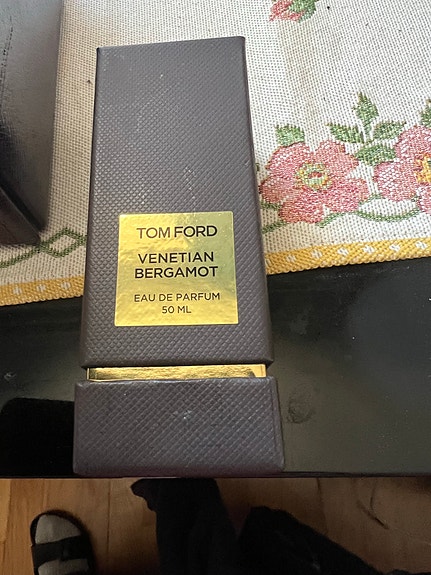 TOM FORD
VENETIAN
BERGAMOT
EAU DE PARFUM
50 ML